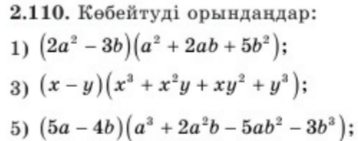 2.110. Көбейтуді орындаңдар:
1) (2a² – 3b)(a² + 2ab + 5b²);
3) (x – y)(x³ + x²y + xy² + y³);
5) (5a – 4b)(a³ + 2a²b – 5ab² – 3b³);